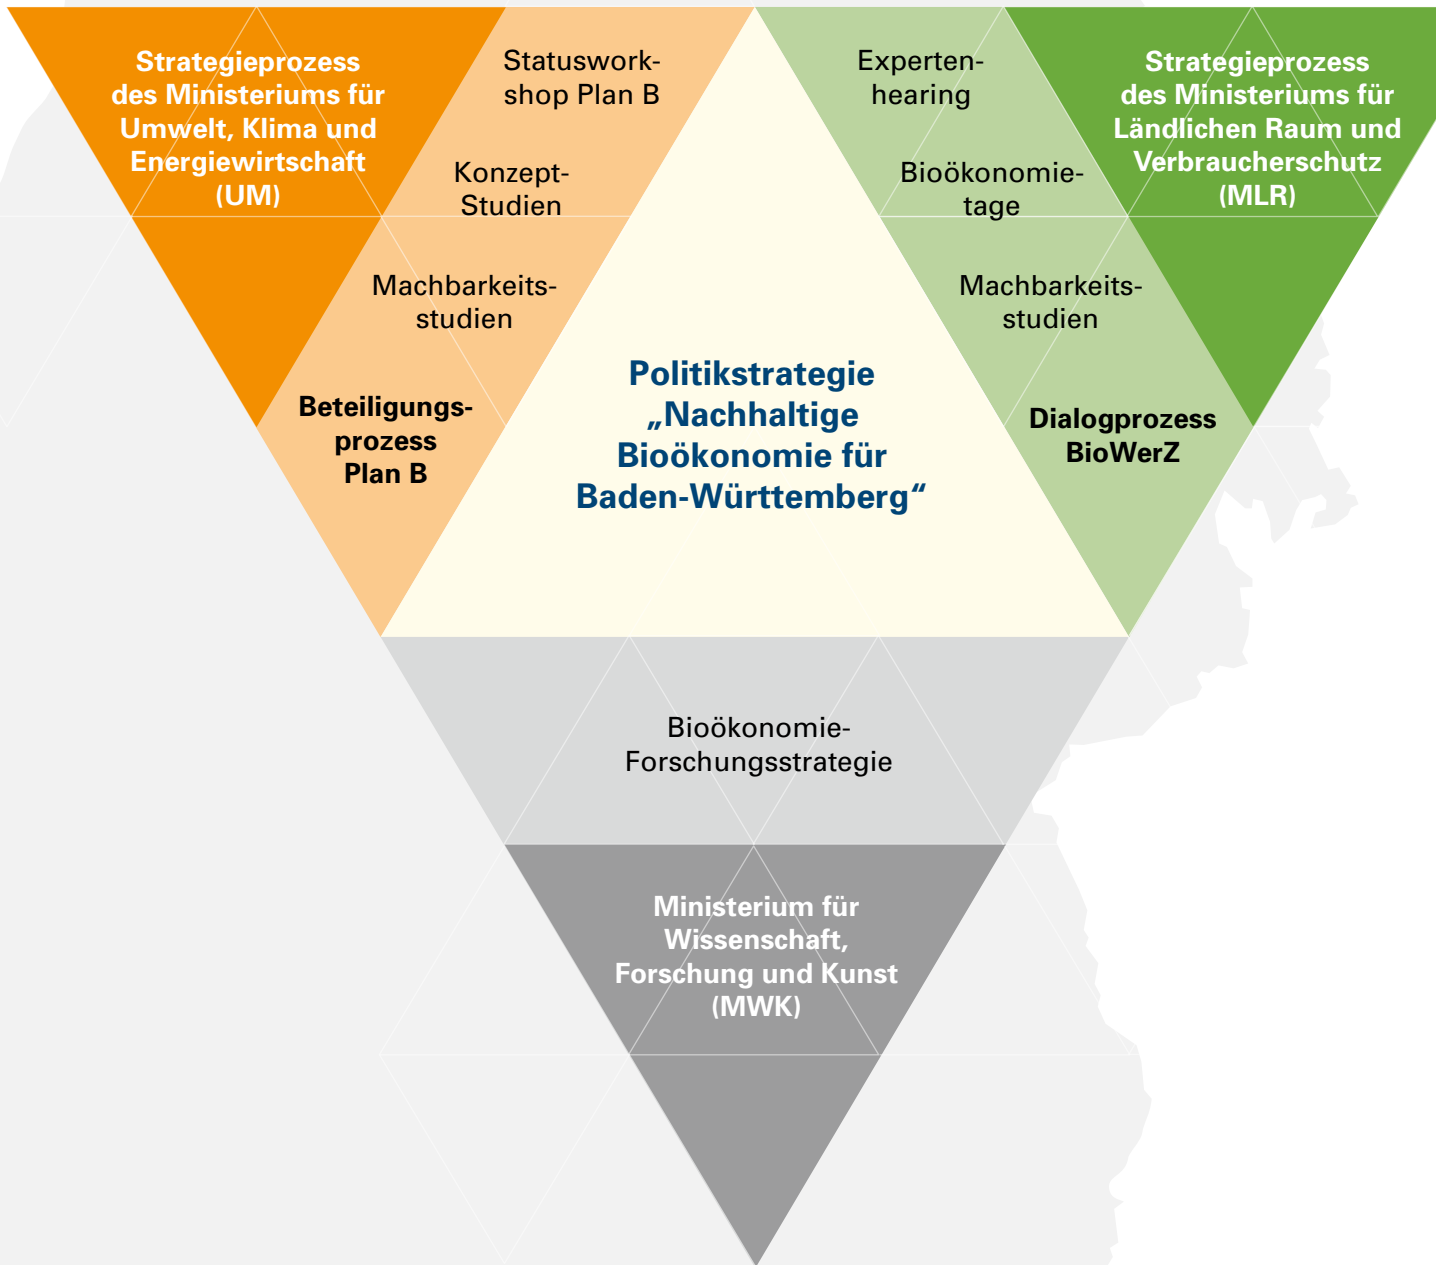 Strategieprozess
des Ministeriums für
Umwelt, Klima und
Energiewirtschaft
(UM)
Statuswork-
shop Plan B
Konzept-
Studien
Machbarkeits-
studien
Beteiligungs-
prozess
Plan B
Politikstrategie
„Nachhaltige
Bioökonomie für
Baden-Württemberg“
Experten-
hearing
Bioökonomie-
tage
Machbarkeits-
studien
Dialogprozess
BioWerZ
Strategieprozess
des Ministeriums für
Ländlichen Raum und
Verbraucherschutz
(MLR)
Bioökonomie-
Forschungsstrategie
Ministerium für
Wissenschaft,
Forschung und Kunst
(MWK)